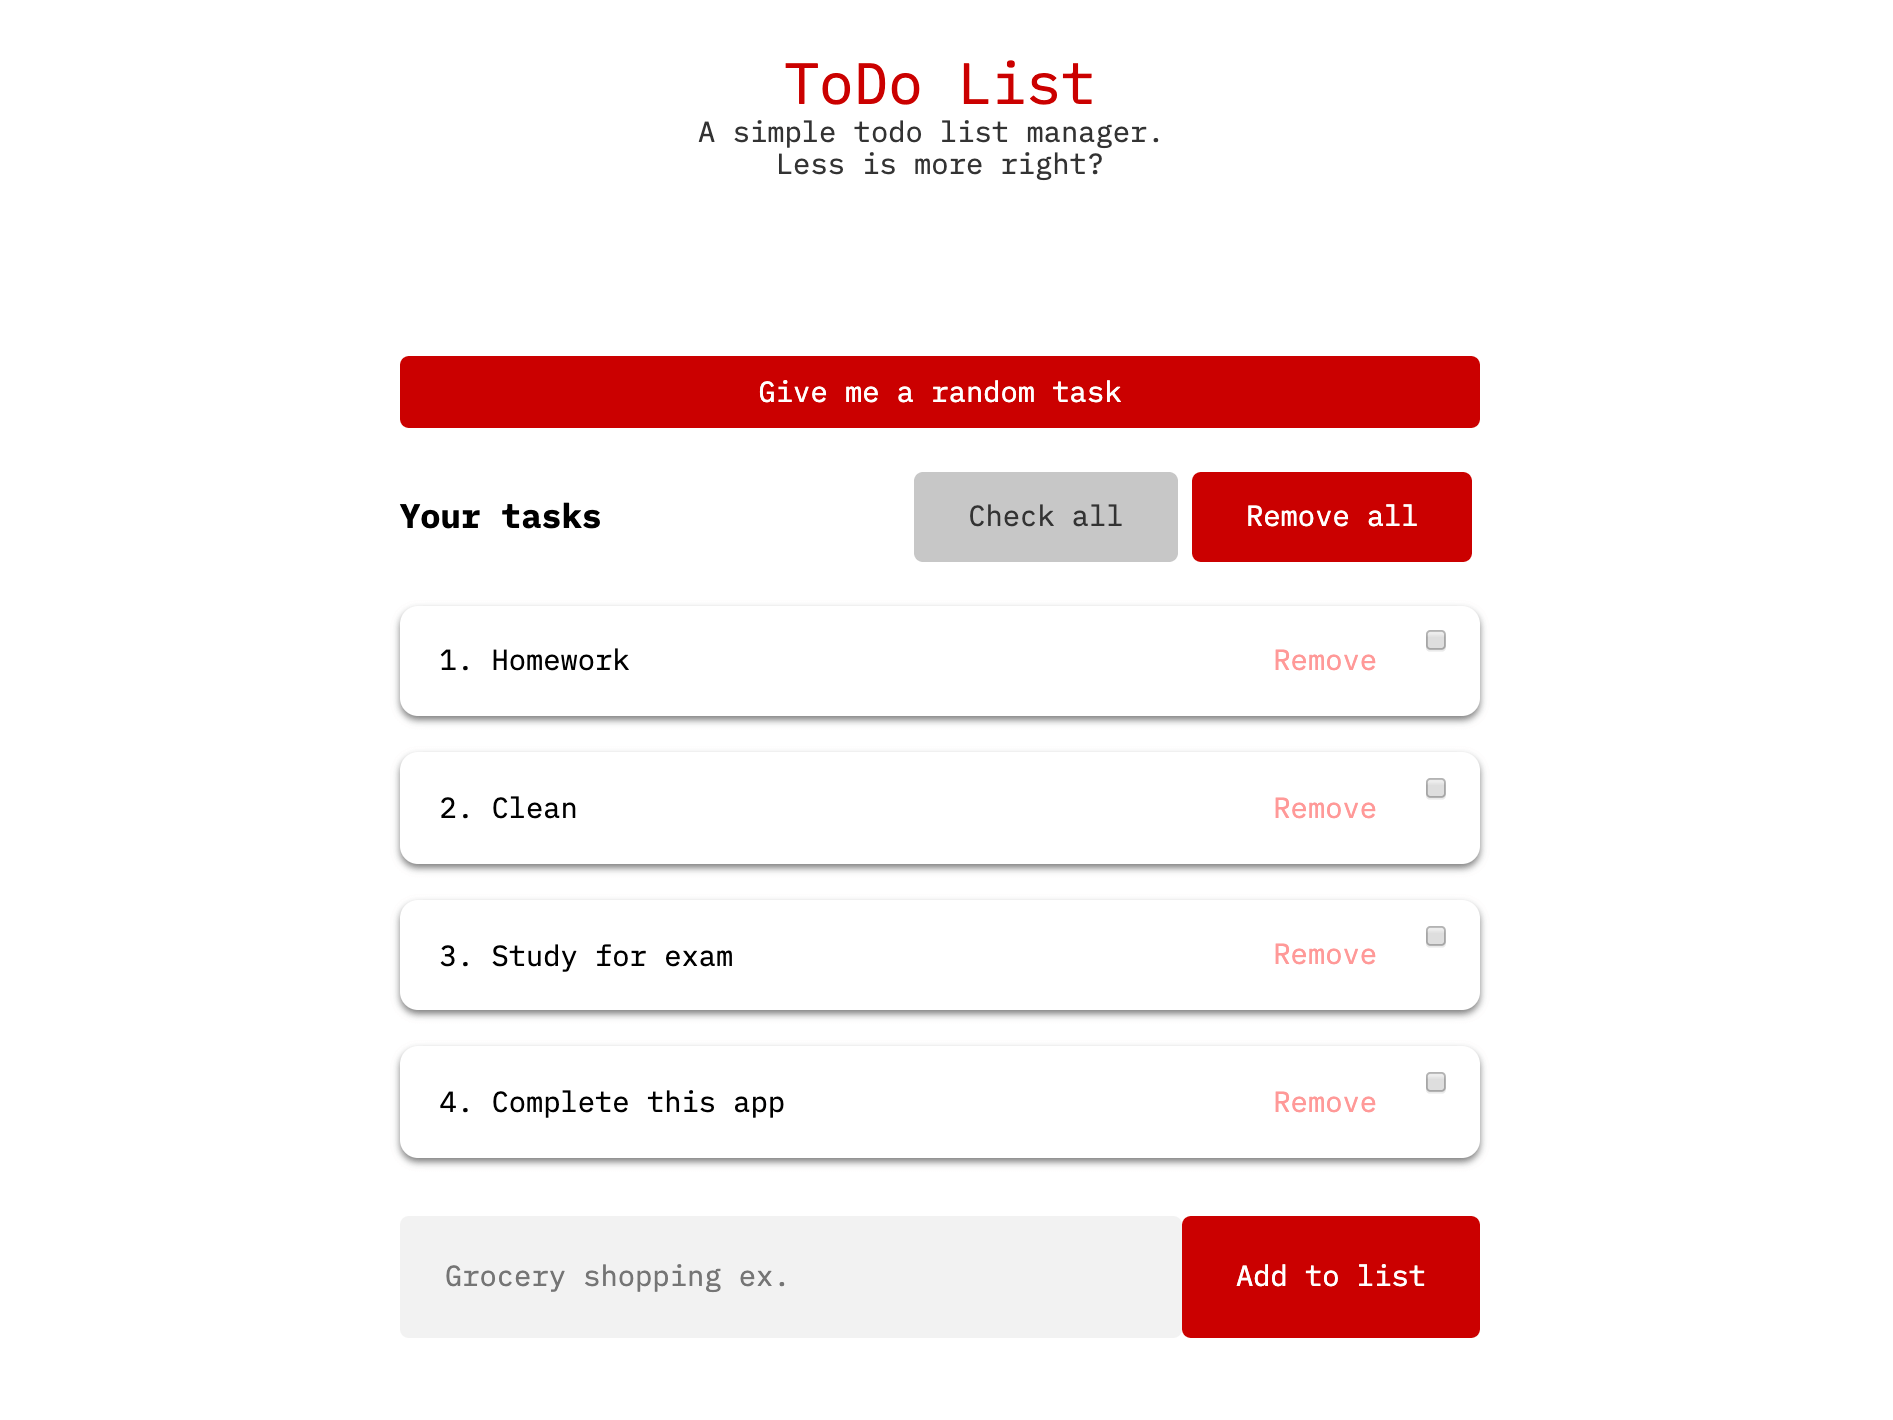 ToDo List
A simple todo list manager.
Less is more right?
Give me a random task
Your tasks
Check all
Remove all
1. Homework
Remove
2. Clean
Remove
3. Study for exam
Remove
4. Complete this app
Remove
Grocery shopping ex.
Add to list